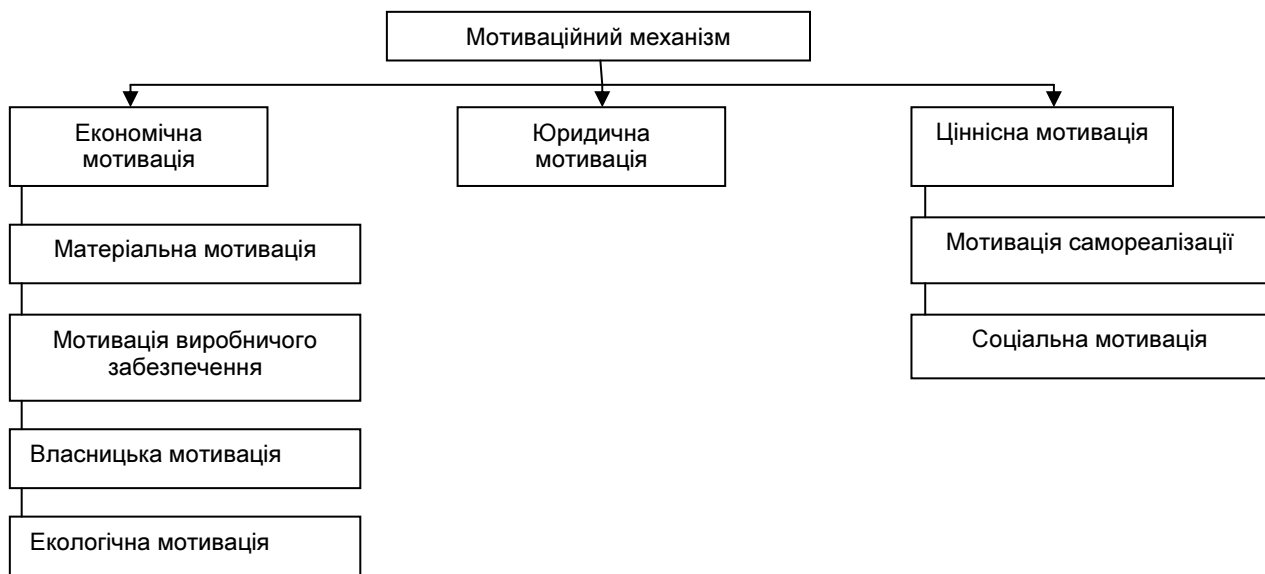 Мотиваційний механізм
Економічна
мотивація
Юридична
мотивація
Ціннісна мотивація
Матеріальна мотивація
Мотивація самореалізації
Мотивація виробничого
забезпечення
Соціальна мотивація
Власницька мотивація
Екологічна мотивація